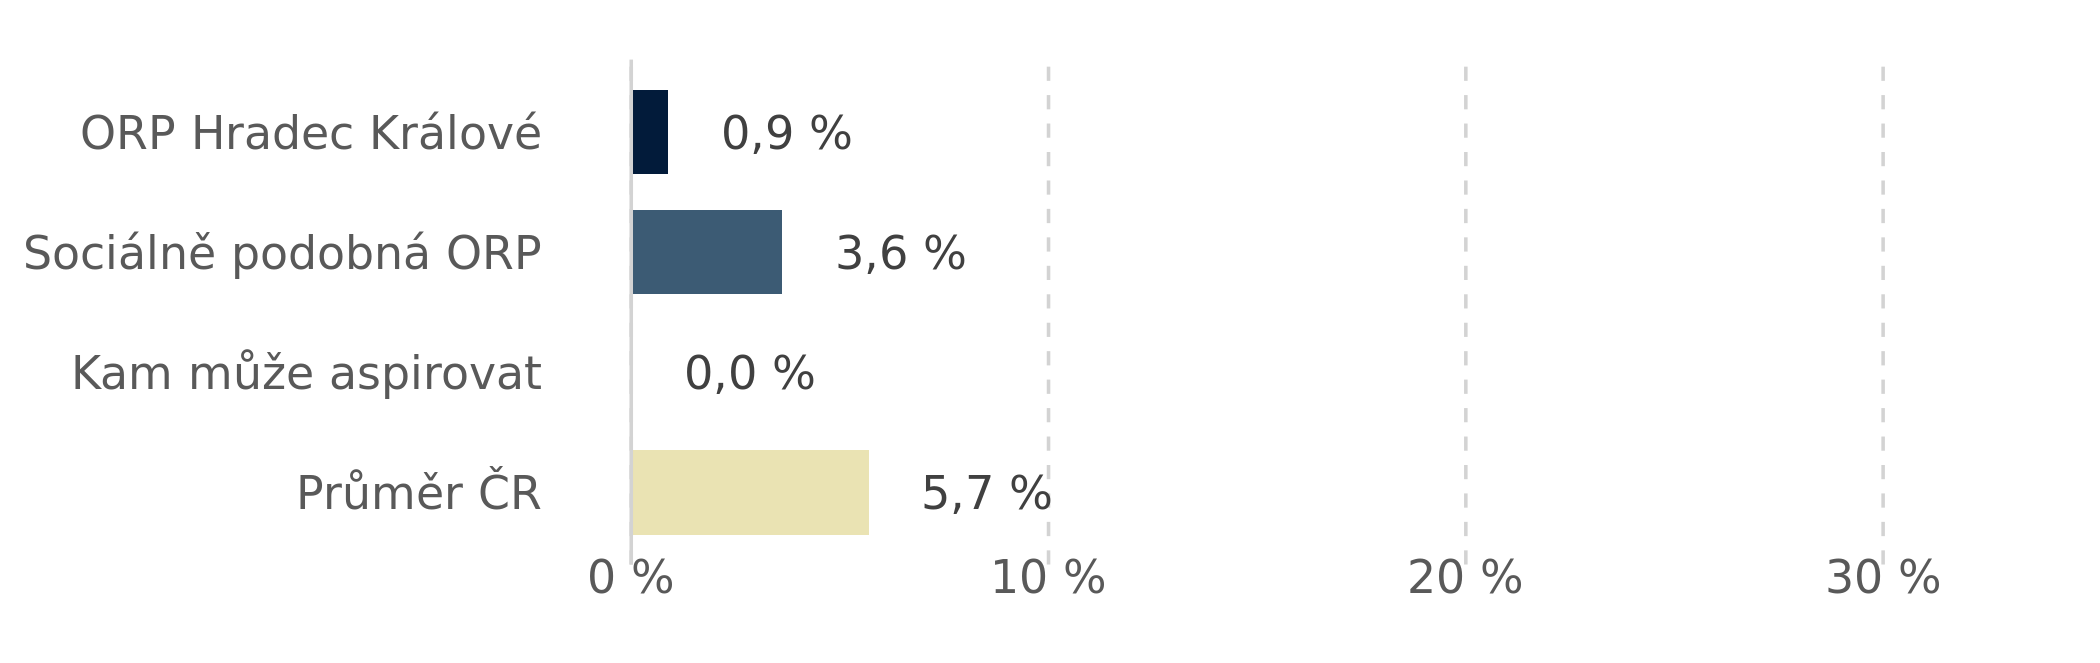 ORP Hradec Králové 0,9 %
Sociálně podobná ORP 3,6 %
Kam může aspirovat 0,0 %
Průměr ČR 5,7 %
0 % 10 % 20 % 30 %